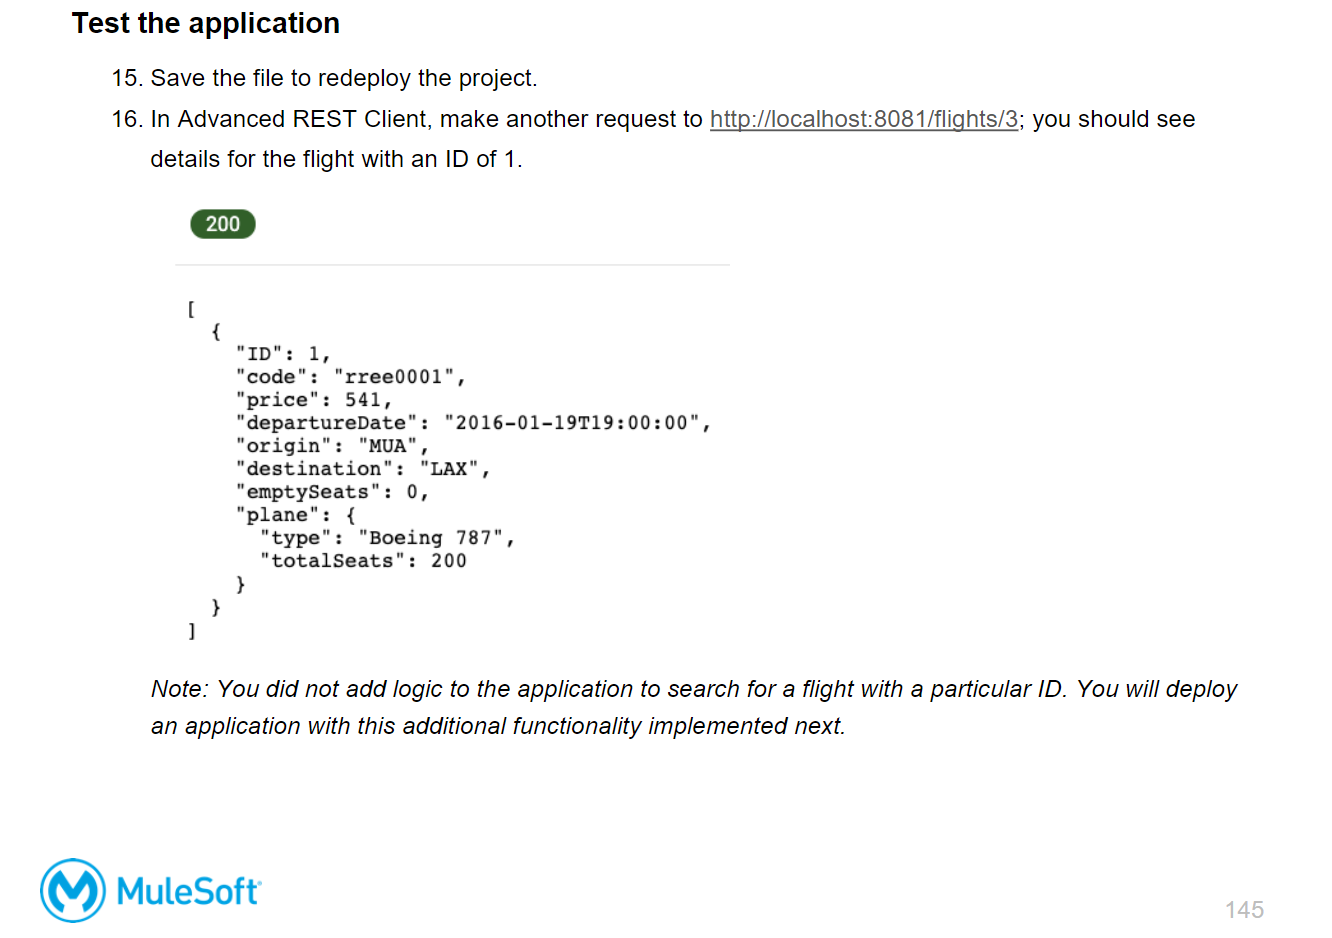 Test the application
15. Save the file to redeploy the project.
16. In Advanced REST Client, make another request to http://localhost:8081/flights/3; you should see
details for the flight with an ID of 1.
200
[
{
"ID": 1,
"code": "rree0001",
"price": 541,
"departureDate": "2016-01-19T19:00:00",
"origin": "MUA",
"destination": "LAX",
"emptySeats": 0,
"plane": {
"type": "Boeing 787",
"totalSeats": 200
}
}
]
Note: You did not add logic to the application to search for a flight with a particular ID. You will deploy
an application with this additional functionality implemented next.
MuleSoft
145